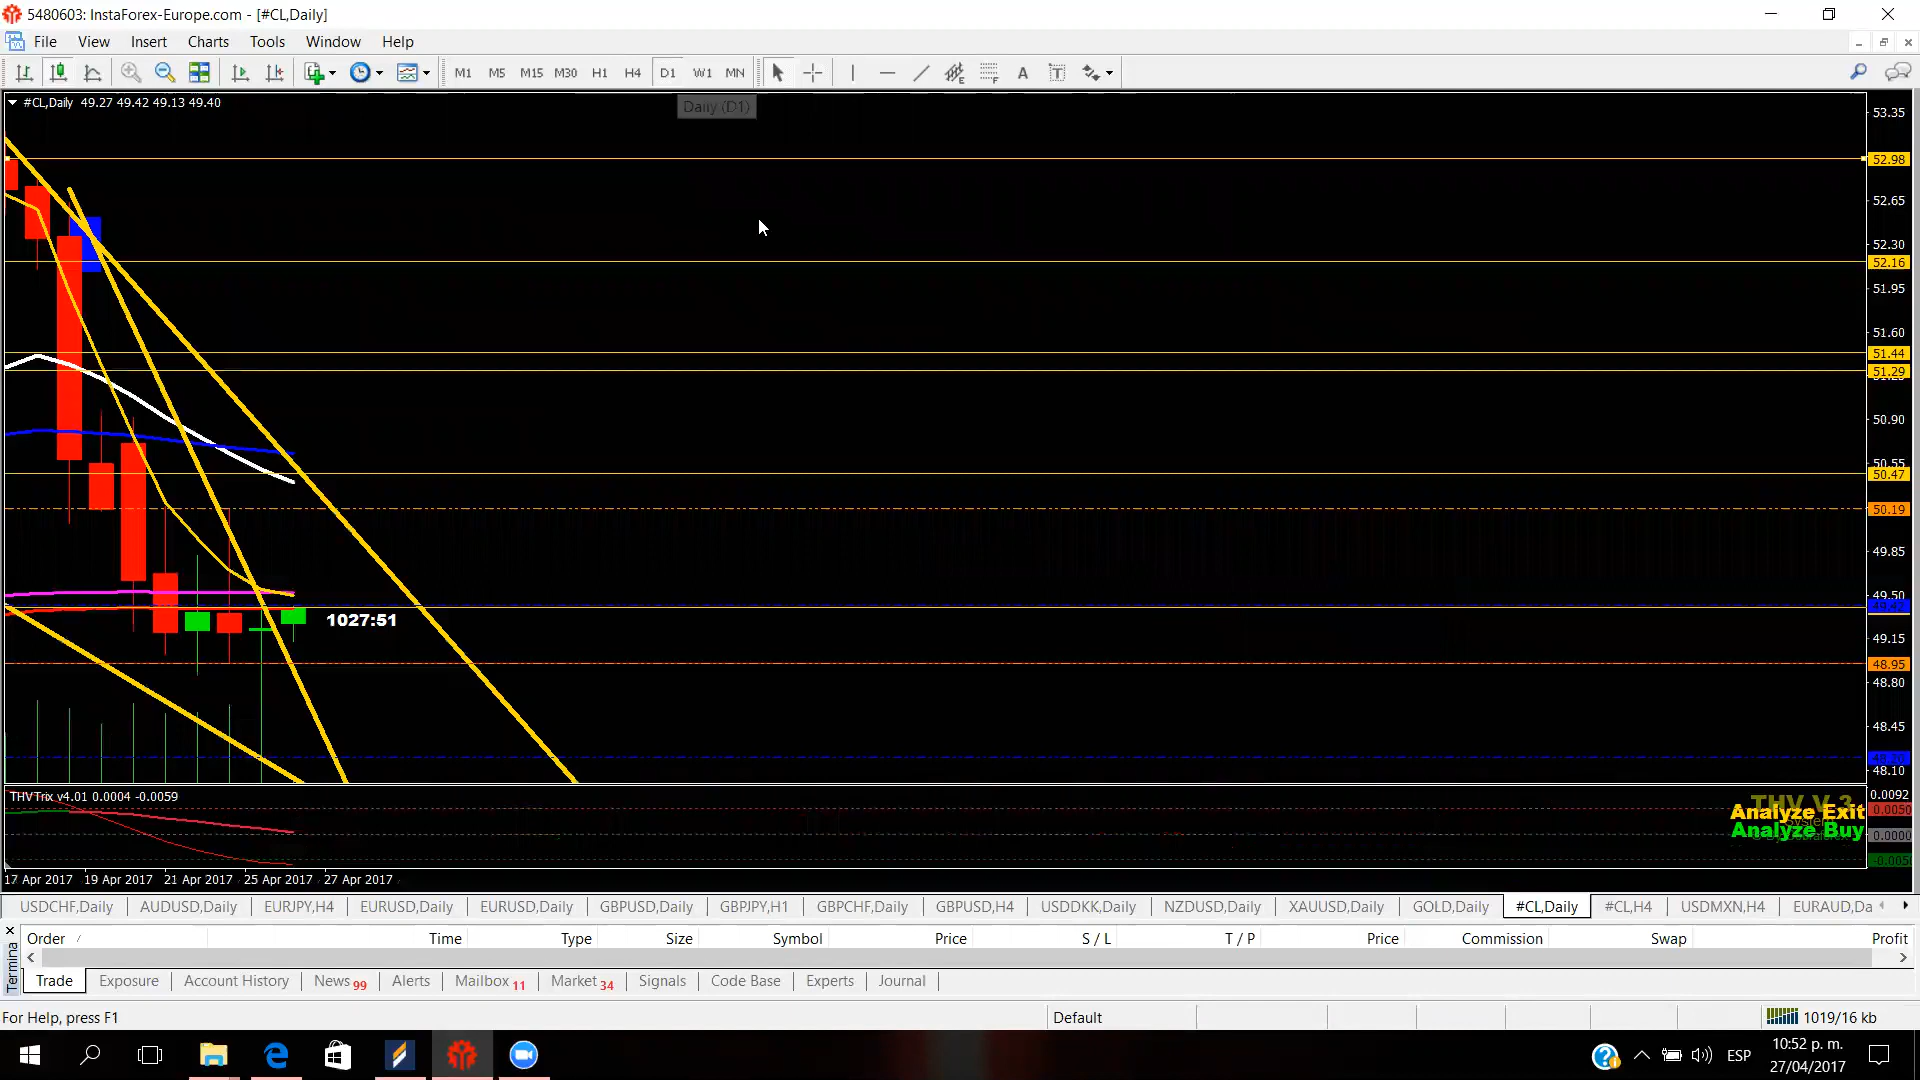 5480603: InstaForex-Europe.com - [#CL,Daily]
File View Insert Charts Tools Window Help
M1 M5 M15 M30 H1 H4 D1 W1 MN
#CL,Daily 49.27 49.42 49.13 49.40
Daily (D1)
53.35
52.98
52.65
52.30
52.16
51.95
51.60
51.44
51.29
50.90
50.55
50.47
50.19
49.85
49.50
1027:51
49.15
48.95
48.80
48.45
48.10
THVTrix v4.01 0.0004 -0.0059
0.0092
THV V.3
0.0050
Analyze Exit
Analyze Buy
0.0000
17 Apr 2017 19 Apr 2017 21 Apr 2017 25 Apr 2017 27 Apr 2017
USDCHF,Daily AUDUSD,Daily EURJPY,H4 EURUSD,Daily EURUSD,Daily GBPUSD,Daily GBPJPY,H1 GBPCHF,Daily GBPUSD,H4 USDDKK,Daily NZDUSD,Daily XAUUSD,Daily GOLD,Daily #CL,Daily #CL,H4 USDMXN,H4 EURAUD,Da
Order / Time Type Size Symbol Price S / L T / P Price Commission Swap Profit
Termina
Trade Exposure Account History News 99 Alerts Mailbox 11 Market 34 Signals Code Base Experts Journal
For Help, press F1 Default 1019/16 kb
ESP
10:52 p. m.
27/04/2017